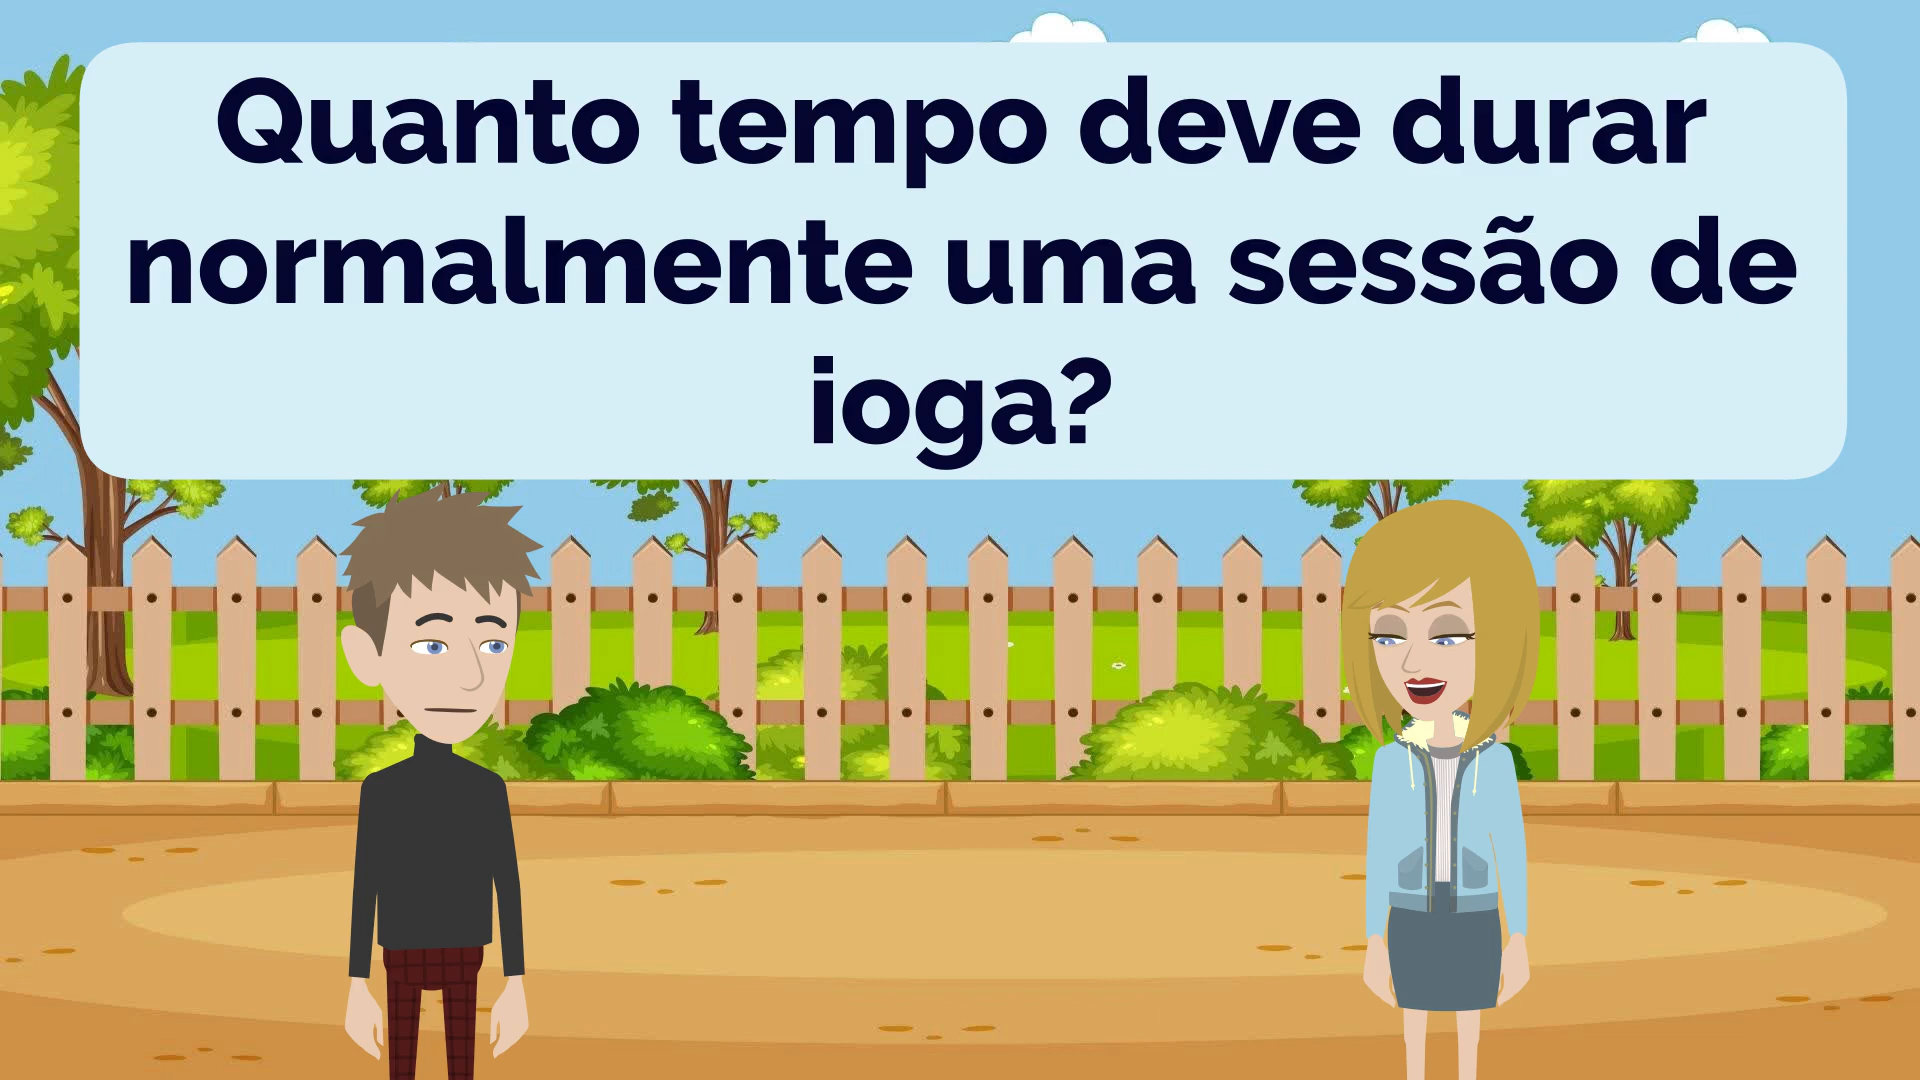 Quanto tempo deve durar
normalmente uma sessão de
ioga?